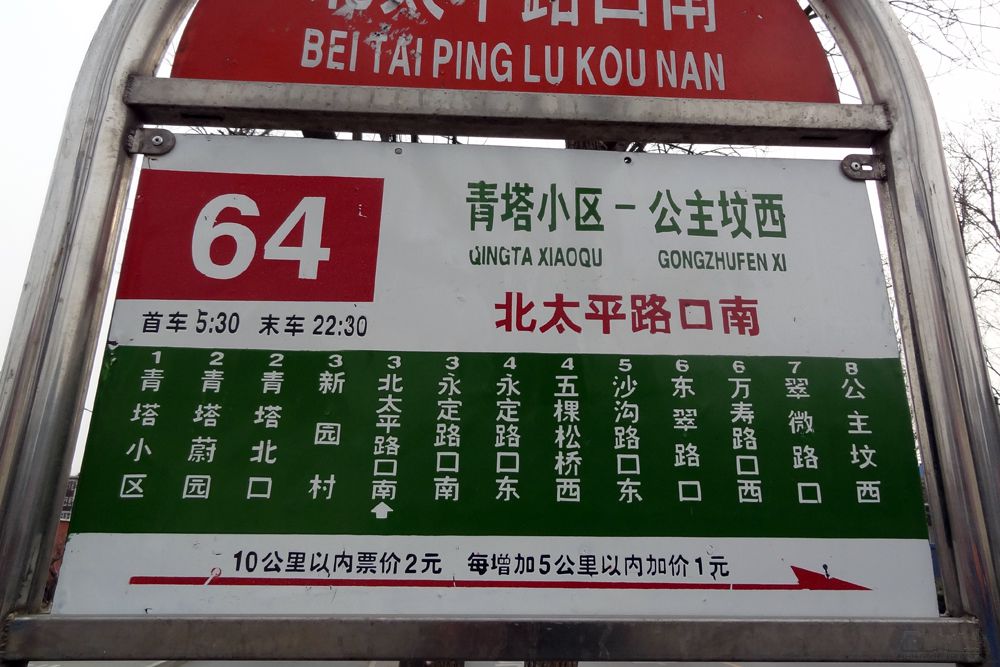 太平路口南
BEI TAI PING LU KOU NAN
64
青塔小区－公主坟西
QINGTA XIAOQU GONGZHUFEN XI
首车 5:30 末车 22:30
北太平路口南
1 青塔小区
2 青塔蔚园
2 青塔北口
3 新园村
3 北太平路口南
3 永定路口南
4 永定路口东
4 五棵松桥西
5 沙沟路口东
6 东翠路口
6 万寿路口西
7 翠微路口
8 公主坟西
10公里以内票价2元 每增加5公里以内加价1元